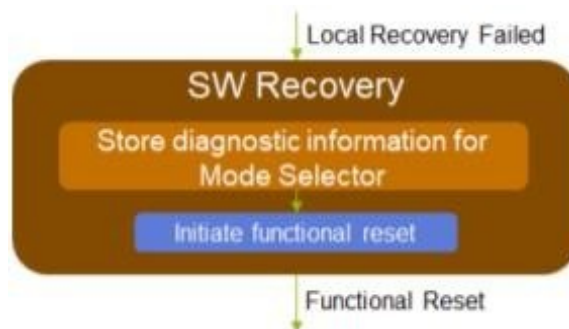 Local Recovery Failed
SW Recovery
Store diagnostic information for
Mode Selector
Initiate functional reset
Functional Reset